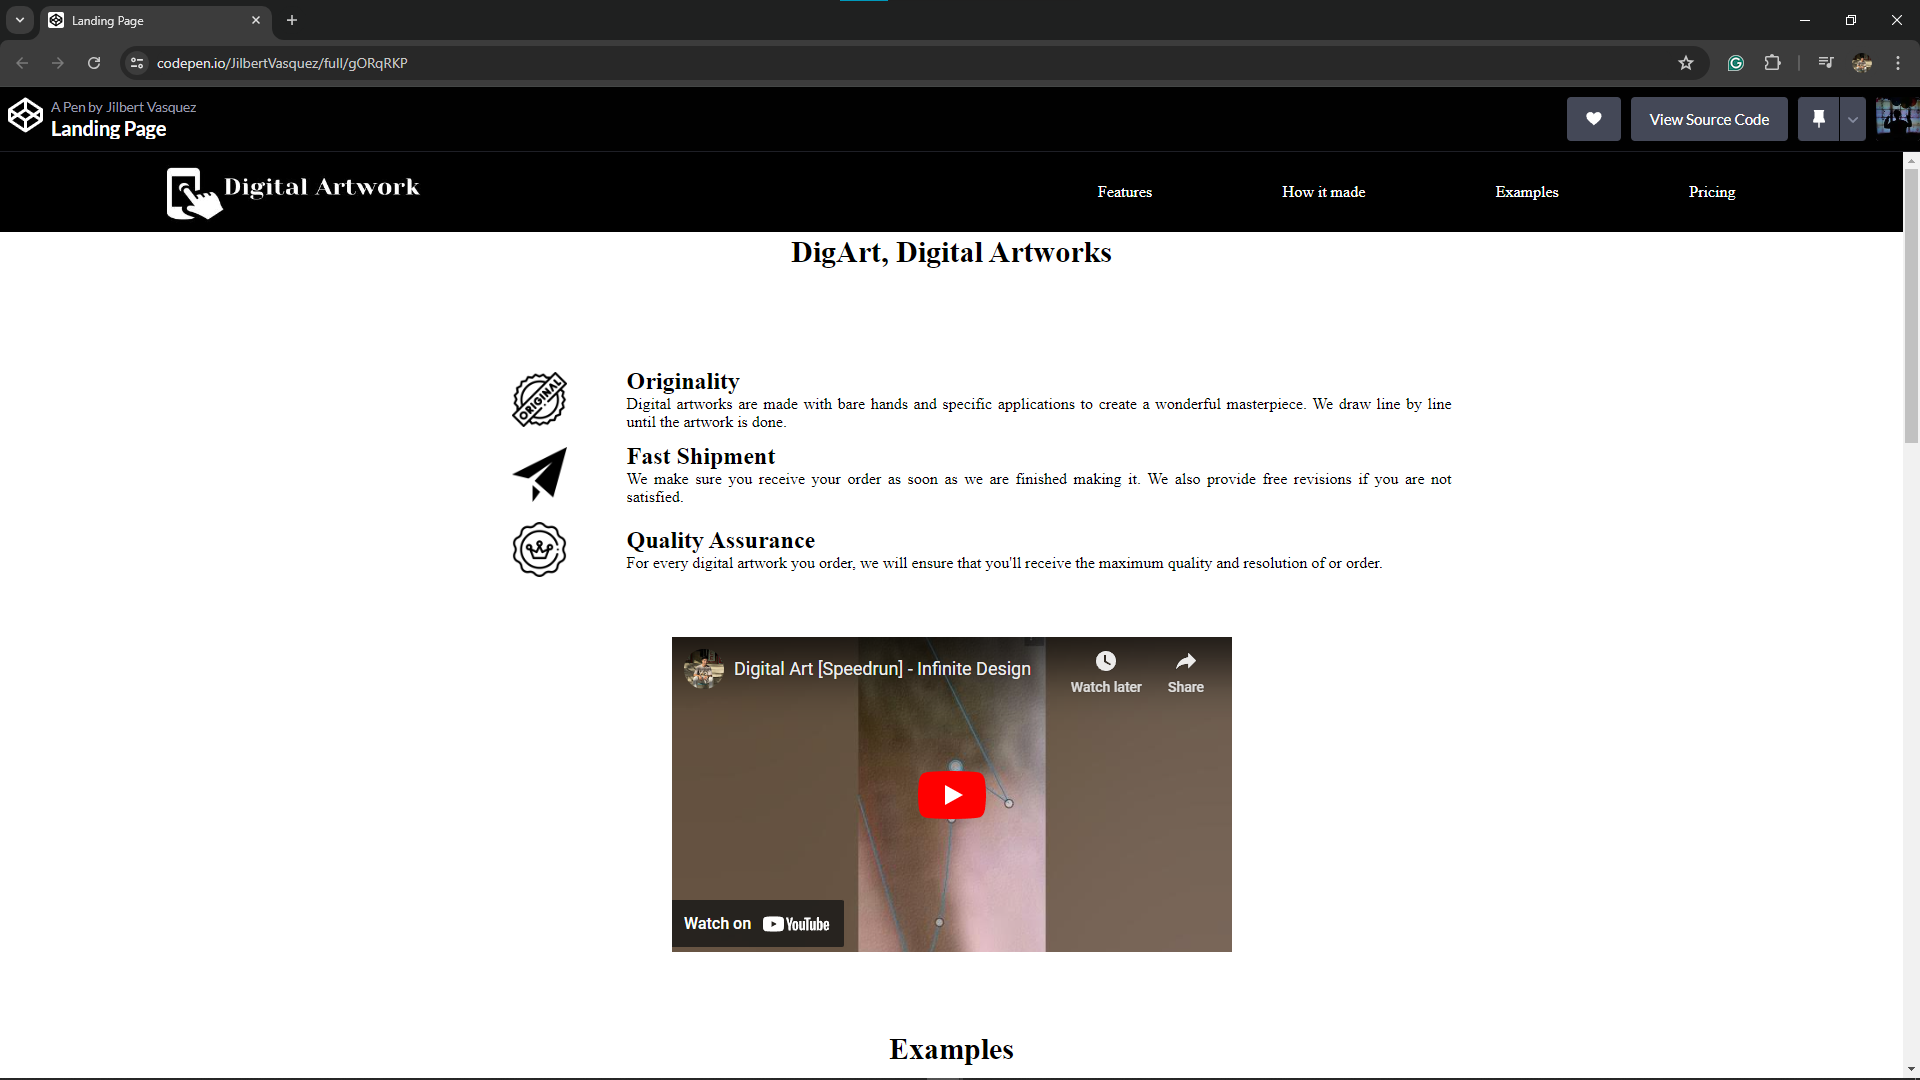 Landing Page
codepen.io/JilbertVasquez/full/gORqRKP
A Pen by Jilbert Vasquez
Landing Page
View Source Code
Digital Artwork
Features
How it made
Examples
Pricing
DigArt, Digital Artworks
ORIGINAL
Originality
Digital artworks are made with bare hands and specific applications to create a wonderful masterpiece. We draw line by line
until the artwork is done.
Fast Shipment
We make sure you receive your order as soon as we are finished making it. We also provide free revisions if you are not
satisfied.
Quality Assurance
For every digital artwork you order, we will ensure that you'll receive the maximum quality and resolution of or order.
Digital Art [Speedrun] - Infinite Design
Watch later
Share
Watch on YouTube
Examples